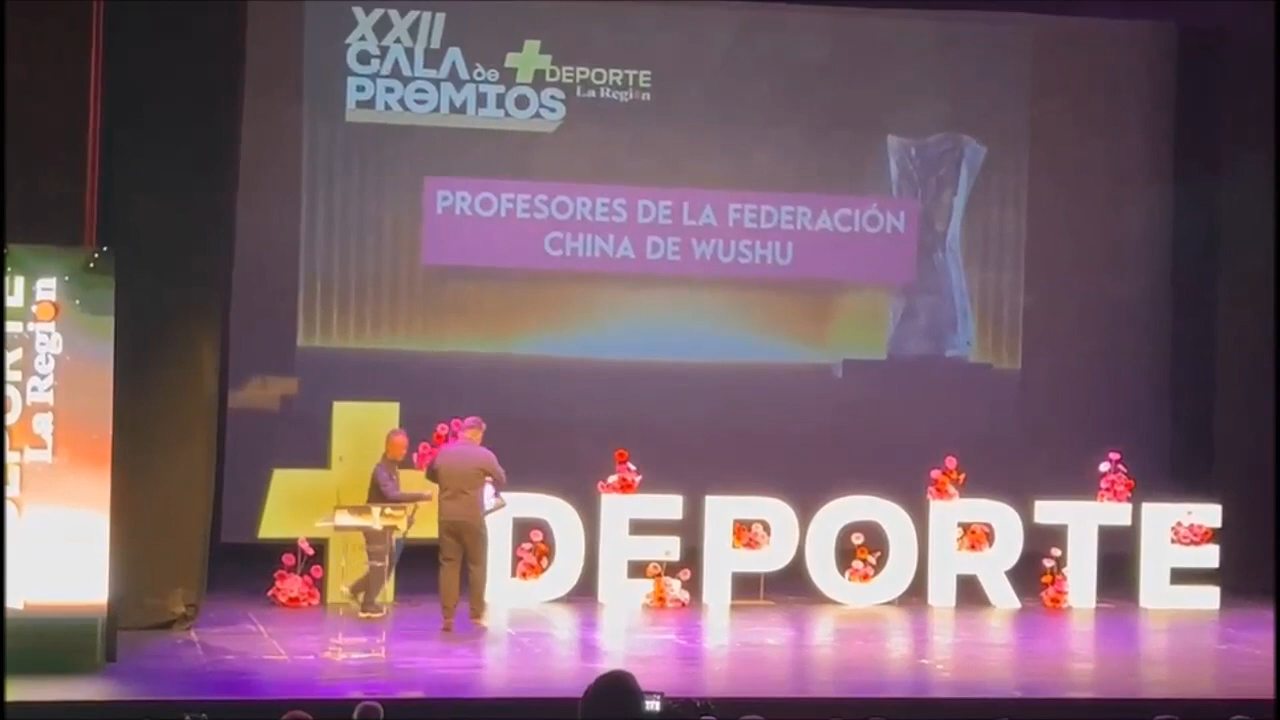 XXII
GALA de
PREMIOS
+DEPORTE
La Región
PROFESORES DE LA FEDERACIÓN
CHINA DE WUSHU
DEPORTE
La Región
+DEPORTE